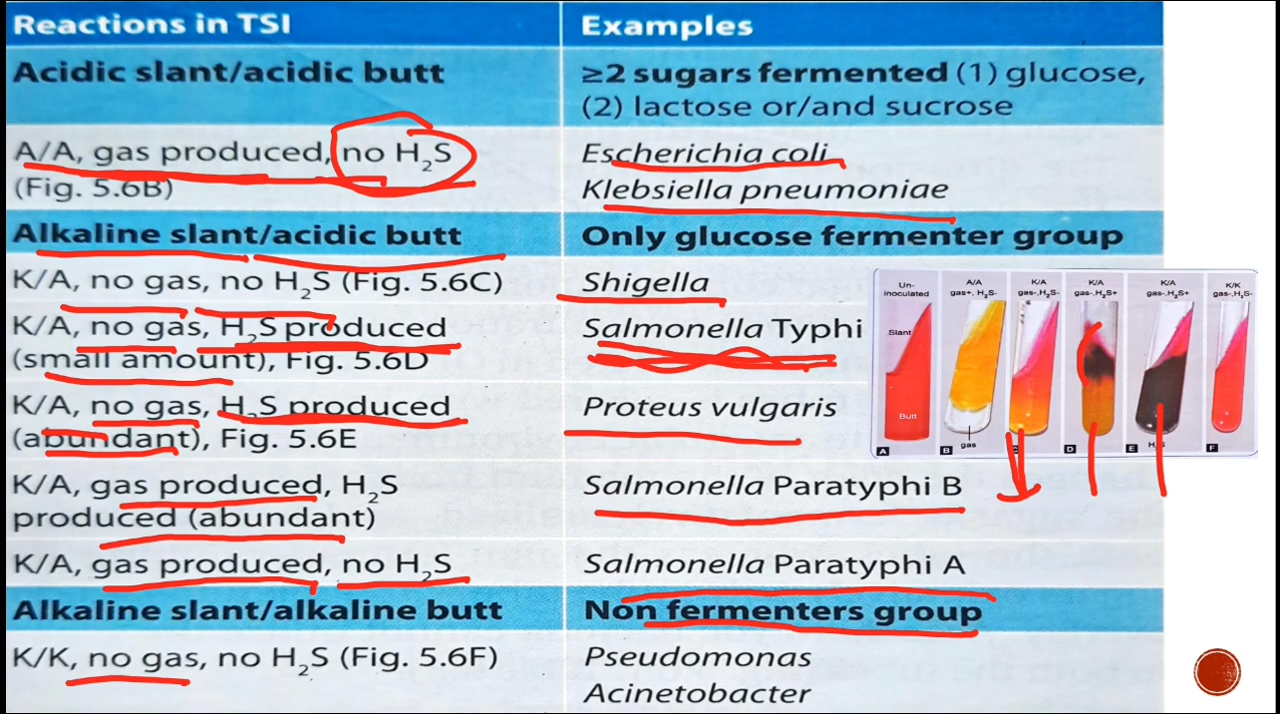 Reactions in TSI
Examples
Acidic slant/acidic butt
≥2 sugars fermented (1) glucose,
(2) lactose or/and sucrose
A/A, gas produced, no H₂S
(Fig. 5.6B)
Escherichia coli
Klebsiella pneumoniae
Alkaline slant/acidic butt
Only glucose fermenter group
K/A, no gas, no H₂S (Fig. 5.6C)
Shigella
K/A, no gas, H₂S produced
(small amount), Fig. 5.6D
Salmonella Typhi
K/A, no gas, H₂S produced
(abundant), Fig. 5.6E
Proteus vulgaris
K/A, gas produced, H₂S
produced (abundant)
Salmonella Paratyphi B
K/A, gas produced, no H₂S
Salmonella Paratyphi A
Alkaline slant/alkaline butt
Non fermenters group
K/K, no gas, no H₂S (Fig. 5.6F)
Pseudomonas
Acinetobacter
Un-
inoculated
A/A
gas+, H₂S-
K/A
gas-,H₂S-
K/A
gas-,H₂S+
K/A
gas-,H₂S+
K/K
gas-,H₂S-
Slant
Butt
gas
A
B
D
E
F